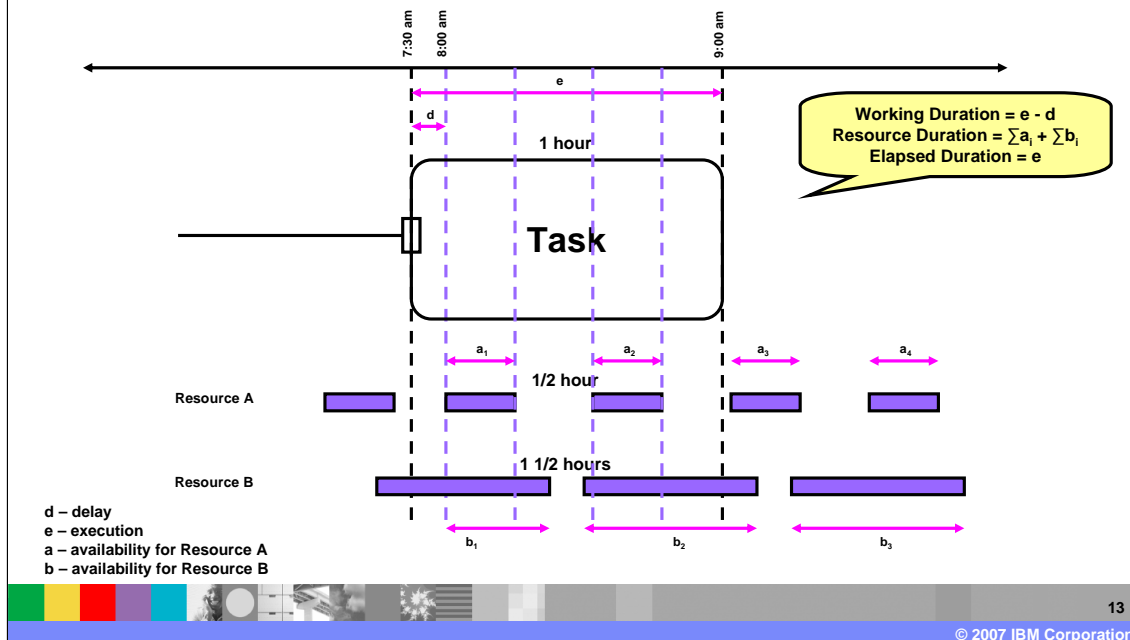 7:30 am
8:00 am
9:00 am
e
d
Working Duration = e - d
Resource Duration = ∑aᵢ + ∑bᵢ
Elapsed Duration = e
1 hour
Task
a₁
a₂
a₃
a₄
1/2 hour
Resource A
1 1/2 hours
Resource B
b₁
b₂
b₃
d – delay
e – execution
a – availability for Resource A
b – availability for Resource B
13
© 2007 IBM Corporation